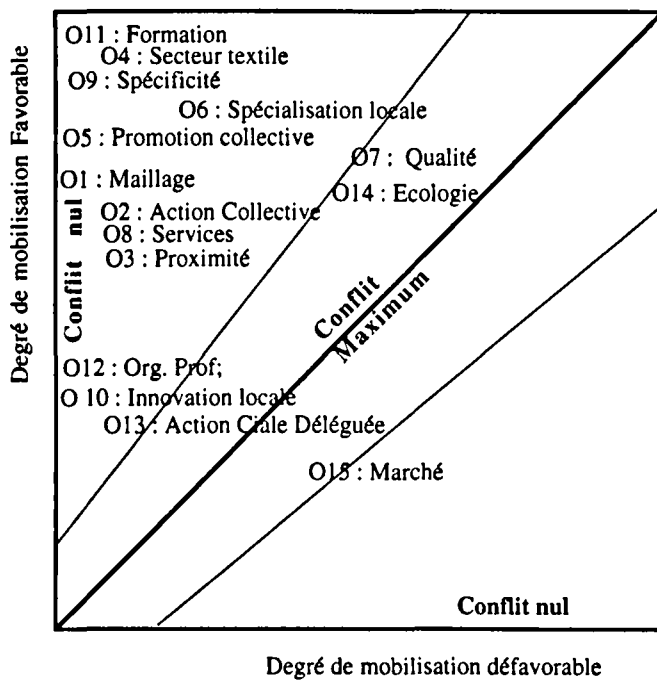 O11 : Formation
O4 : Secteur textile
O9 : Spécificité
O6 : Spécialisation locale
O5 : Promotion collective
O7 : Qualité
O1 : Maillage
O14 : Ecologie
O2 : Action Collective
O8 : Services
O3 : Proximité
Degré de mobilisation Favorable
Conflit nul
Conflit
Maximum
O12 : Org. Prof;
O 10 : Innovation locale
O13 : Action Ciale Déléguée
O15 : Marché
Conflit nul
Degré de mobilisation défavorable